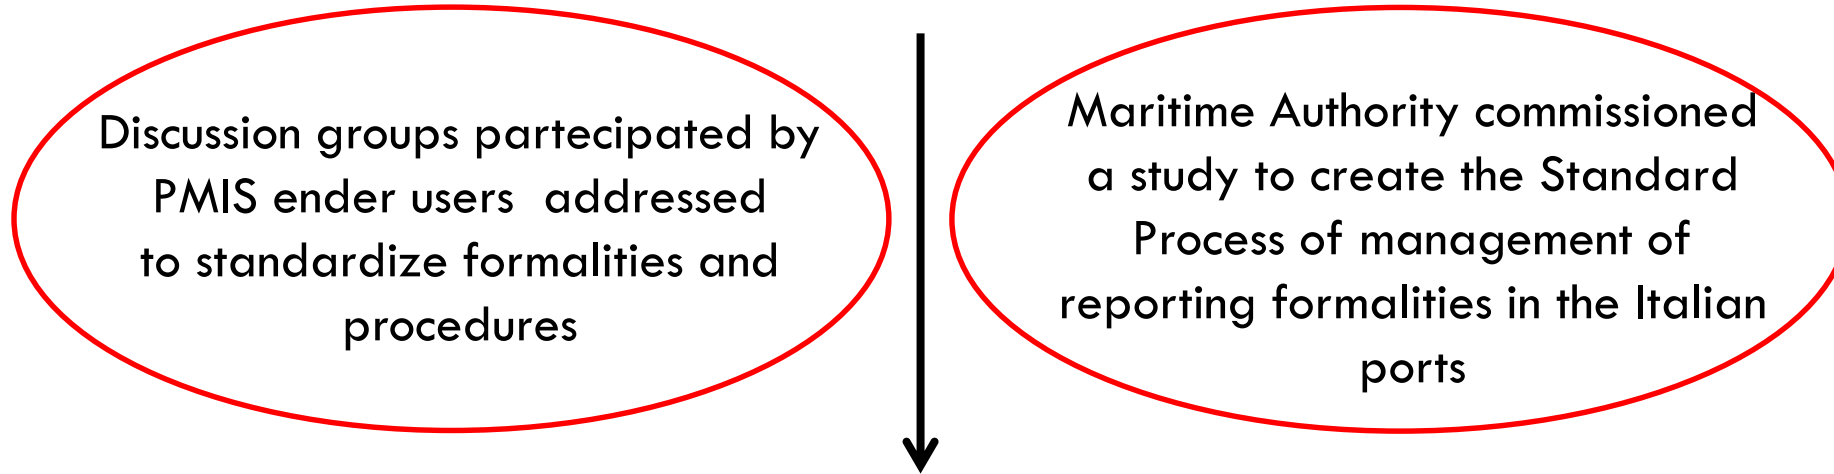 Discussion groups partecipated by
PMIS ender users  addressed
to standardize formalities and
procedures
Maritime Authority commissioned
a study to create the Standard
Process of management of
reporting formalities in the Italian
ports